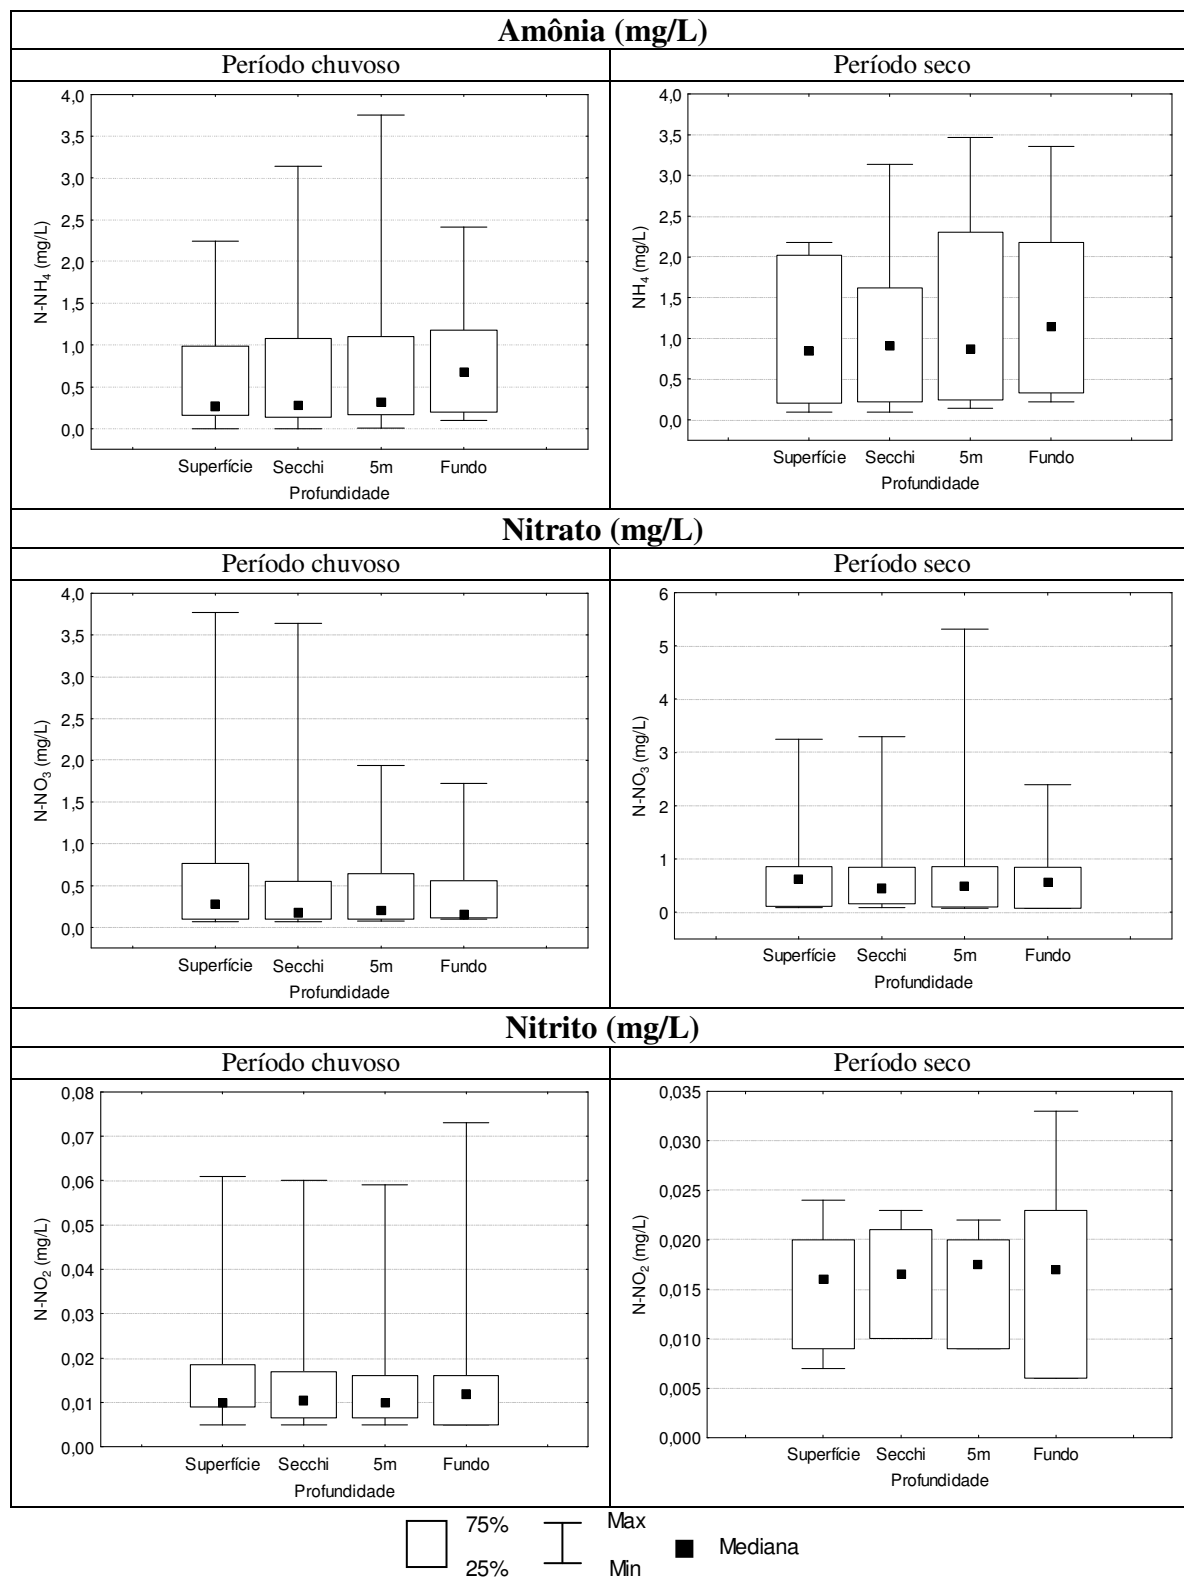 Amônia (mg/L)
Período chuvoso
Período seco
4,0
3,5
3,0
2,5
2,0
1,5
1,0
0,5
0,0
N-NH4 (mg/L)
Superfície Secchi 5m Fundo
Profundidade
4,0
3,5
3,0
2,5
2,0
1,5
1,0
0,5
0,0
NH4 (mg/L)
Superfície Secchi 5m Fundo
Profundidade
Nitrato (mg/L)
Período chuvoso
Período seco
4,0
3,5
3,0
2,5
2,0
1,5
1,0
0,5
0,0
N-NO3 (mg/L)
Superfície Secchi 5m Fundo
Profundidade
6
5
4
3
2
1
0
N-NO3 (mg/L)
Superfície Secchi 5m Fundo
Profundidade
Nitrito (mg/L)
Período chuvoso
Período seco
0,08
0,07
0,06
0,05
0,04
0,03
0,02
0,01
0,00
N-NO2 (mg/L)
Superfície Secchi 5m Fundo
Profundidade
0,035
0,030
0,025
0,020
0,015
0,010
0,005
0,000
N-NO2 (mg/L)
Superfície Secchi 5m Fundo
Profundidade
75%
25%
Max
Min
Mediana